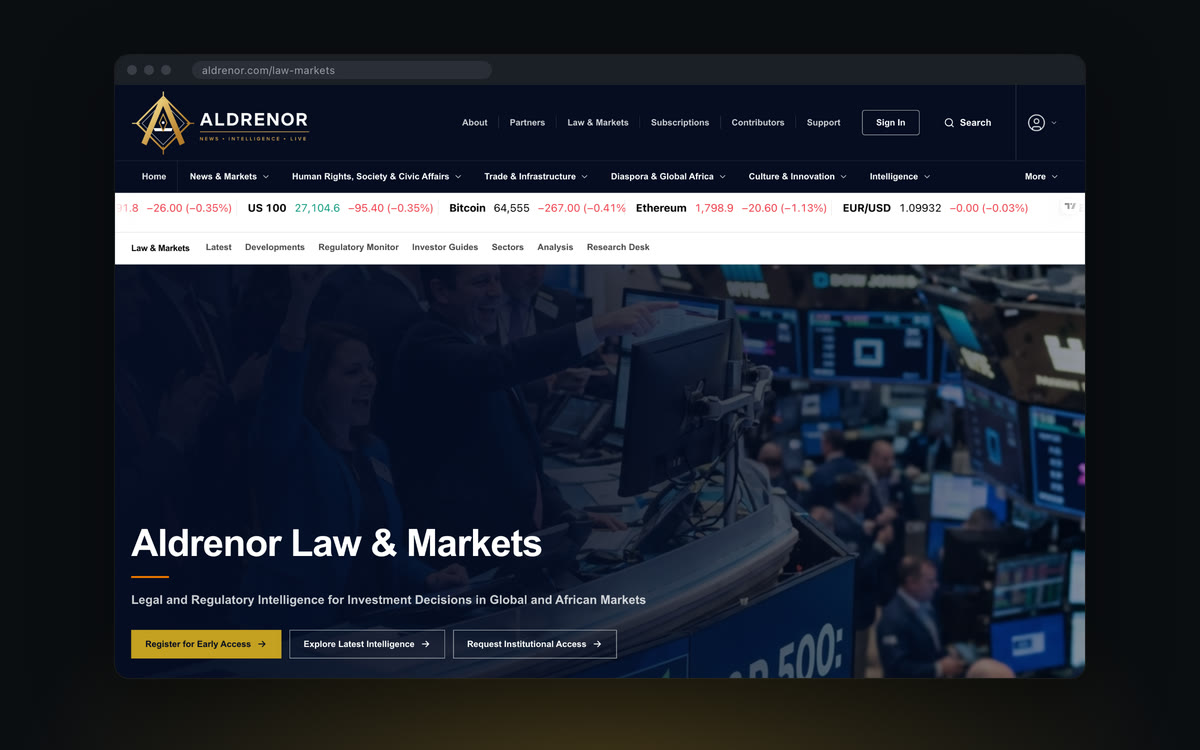 aldrenor.com/law-markets
ALDRENOR
NEWS • INTELLIGENCE • LIVE
About Partners Law & Markets Subscriptions Contributors Support Sign In Search
Home News & Markets Human Rights, Society & Civic Affairs Trade & Infrastructure Diaspora & Global Africa Culture & Innovation Intelligence More
91.8 −26.00 (−0.35%) US 100 27,104.6 −95.40 (−0.35%) Bitcoin 64,555 −267.00 (−0.41% Ethereum 1,798.9 −20.60 (−1.13%) EUR/USD 1.09932 −0.00 (−0.03%)
Law & Markets Latest Developments Regulatory Monitor Investor Guides Sectors Analysis Research Desk
DOW JONES
Aldrenor Law & Markets
Legal and Regulatory Intelligence for Investment Decisions in Global and African Markets
Register for Early Access → Explore Latest Intelligence → Request Institutional Access →
P 500: